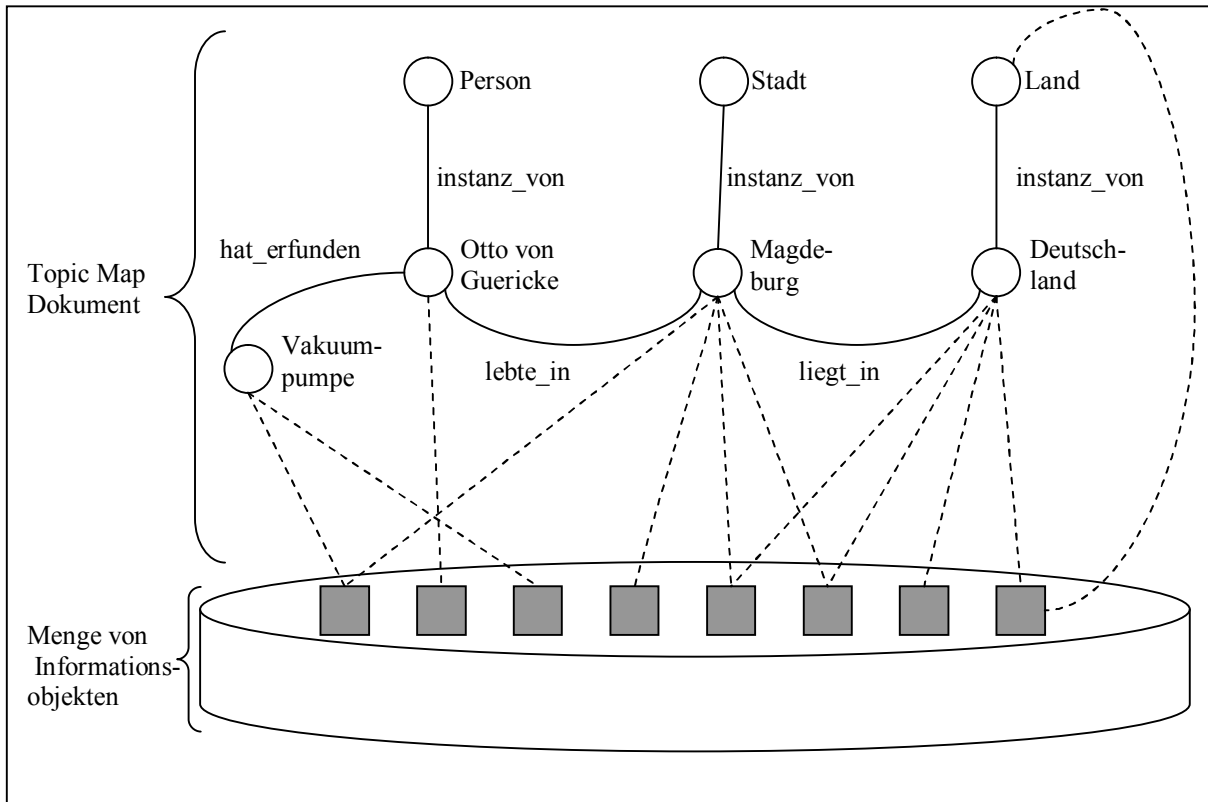 Person
Stadt
Land
instanz_von
instanz_von
instanz_von
hat_erfunden
Otto von
Guericke
Magde-
burg
Deutsch-
land
Topic Map
Dokument
Vakuum-
pumpe
lebte_in
liegt_in
Menge von
Informations-
objekten